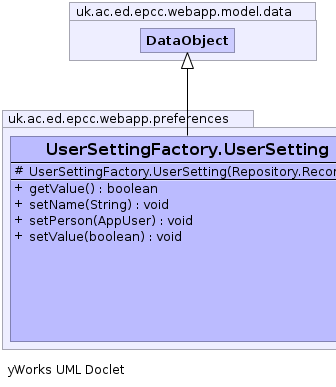 uk.ac.ed.epcc.webapp.model.data
DataObject
uk.ac.ed.epcc.webapp.preferences
UserSettingFactory.UserSetting
# UserSettingFactory.UserSetting(Repository.Recor
+ getValue() : boolean
+ setName(String) : void
+ setPerson(AppUser) : void
+ setValue(boolean) : void
yWorks UML Doclet